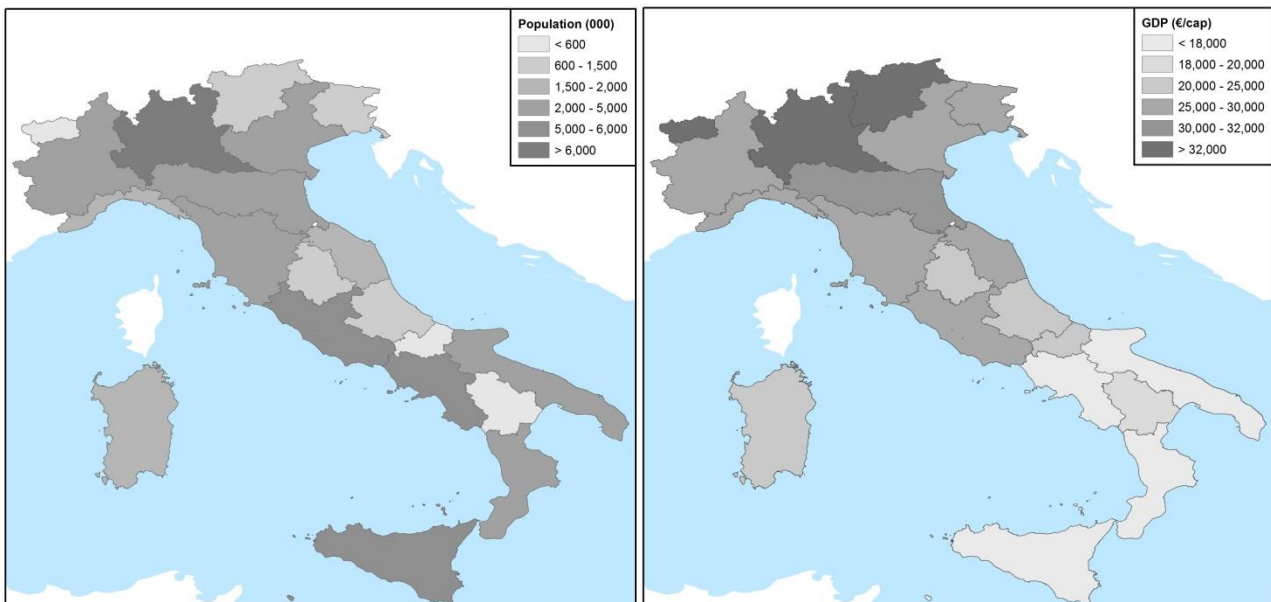 Population (000)
< 600
600 - 1,500
1,500 - 2,000
2,000 - 5,000
5,000 - 6,000
> 6,000
GDP (€/cap)
< 18,000
18,000 - 20,000
20,000 - 25,000
25,000 - 30,000
30,000 - 32,000
> 32,000